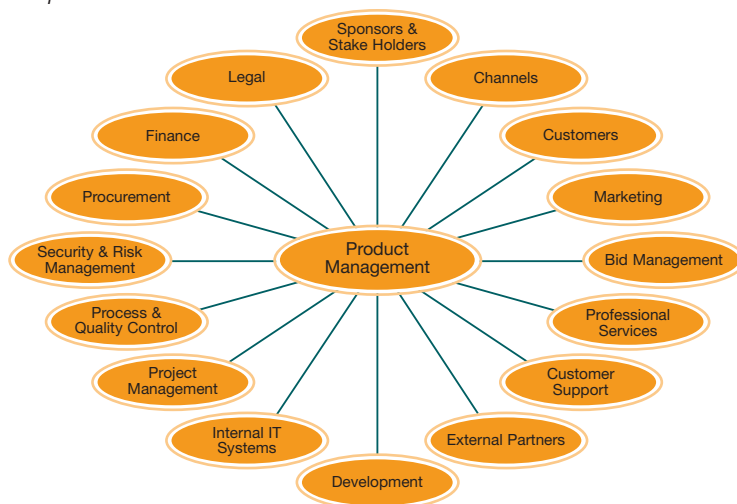 Sponsors &
Stake Holders
Legal
Channels
Finance
Customers
Procurement
Marketing
Security & Risk
Management
Product
Management
Bid Management
Process &
Quality Control
Professional
Services
Project
Management
Customer
Support
Internal IT
Systems
External Partners
Development